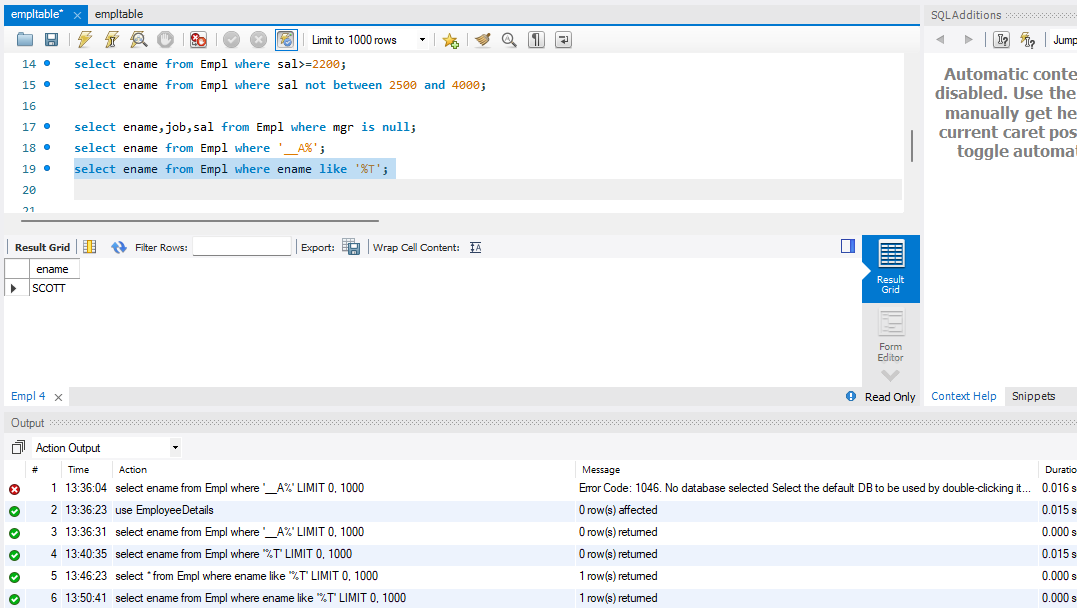 empltable* × empltable
SQLAdditions
Limit to 1000 rows
Jump
14 select ename from Empl where sal>=2200;
15 select ename from Empl where sal not between 2500 and 4000;
16
17 select ename,job,sal from Empl where mgr is null;
18 select ename from Empl where '__A%';
19 select ename from Empl where ename like '%T';
20
21
Automatic conte
disabled. Use the
manually get he
current caret pos
toggle automat
Result Grid Filter Rows: Export: Wrap Cell Content:
ename
SCOTT
Result
Grid
Form
Editor
Empl 4 × Read Only
Context Help Snippets
Output
Action Output
# Time Action Message Duratio
1 13:36:04 select ename from Empl where '__A%' LIMIT 0, 1000 Error Code: 1046. No database selected Select the default DB to be used by double-clicking it... 0.016 s
2 13:36:23 use EmployeeDetails 0 row(s) affected 0.015 s
3 13:36:31 select ename from Empl where '__A%' LIMIT 0, 1000 0 row(s) returned 0.000 s
4 13:40:35 select ename from Empl where '%T' LIMIT 0, 1000 0 row(s) returned 0.015 s
5 13:46:23 select * from Empl where ename like '%T' LIMIT 0, 1000 1 row(s) returned 0.000 s
6 13:50:41 select ename from Empl where ename like '%T' LIMIT 0, 1000 1 row(s) returned 0.000 s